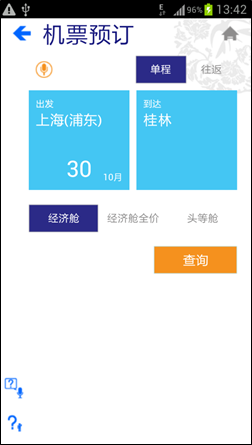 E 96% 13:42
机票预订
单程 往返
出发 到达
上海(浦东) 桂林
30 10月
经济舱 经济舱全价 头等舱
查询